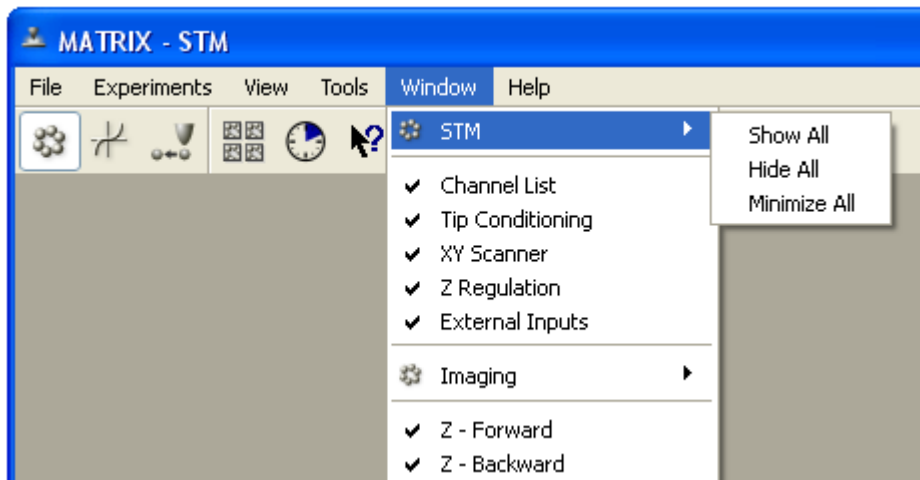 MATRIX - STM
File Experiments View Tools Window Help
STM
Show All
Hide All
Minimize All
Channel List
Tip Conditioning
XY Scanner
Z Regulation
External Inputs
Imaging
Z - Forward
Z - Backward